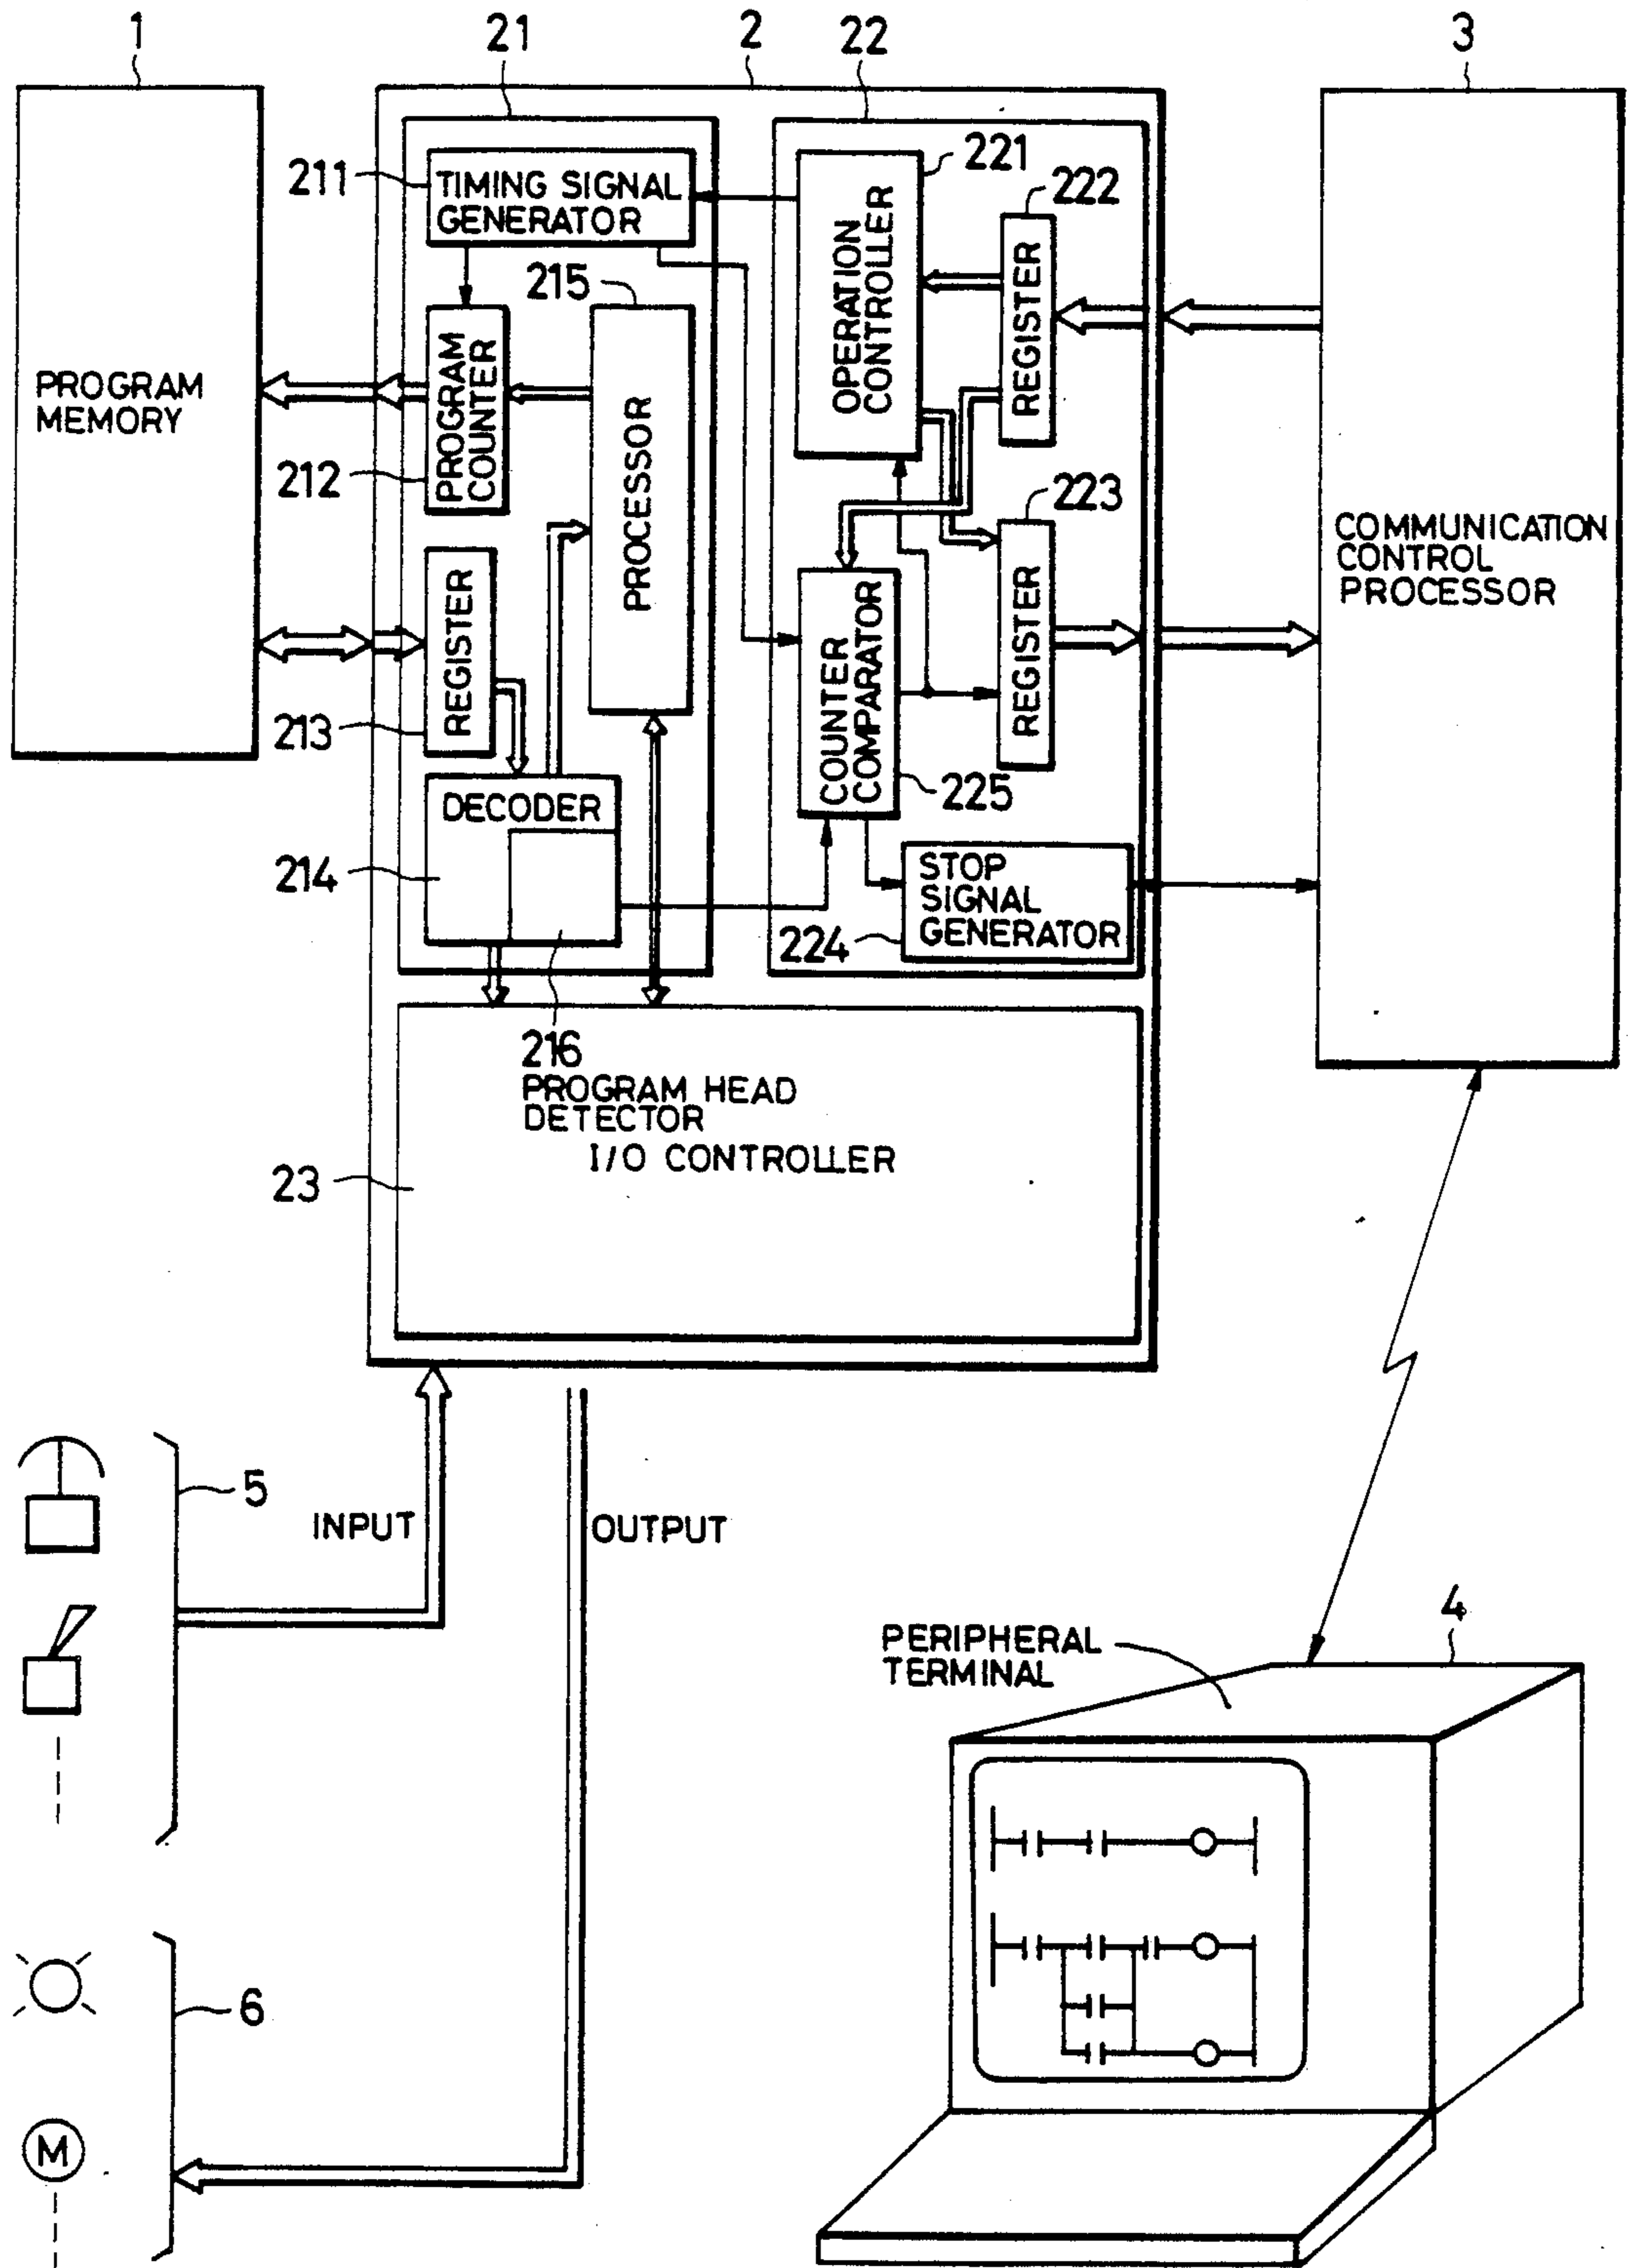 1
21
2
22
3
211
TIMING SIGNAL
GENERATOR
221
222
215
OPERATION
CONTROLLER
REGISTER
PROGRAM
MEMORY
PROGRAM
COUNTER
212
PROCESSOR
223
COMMUNICATION
CONTROL
PROCESSOR
REGISTER
213
COUNTER
COMPARATOR
REGISTER
225
DECODER
214
STOP
SIGNAL
GENERATOR
224
216
PROGRAM HEAD
DETECTOR
I/O CONTROLLER
23
5
INPUT
OUTPUT
4
PERIPHERAL
TERMINAL
6
M